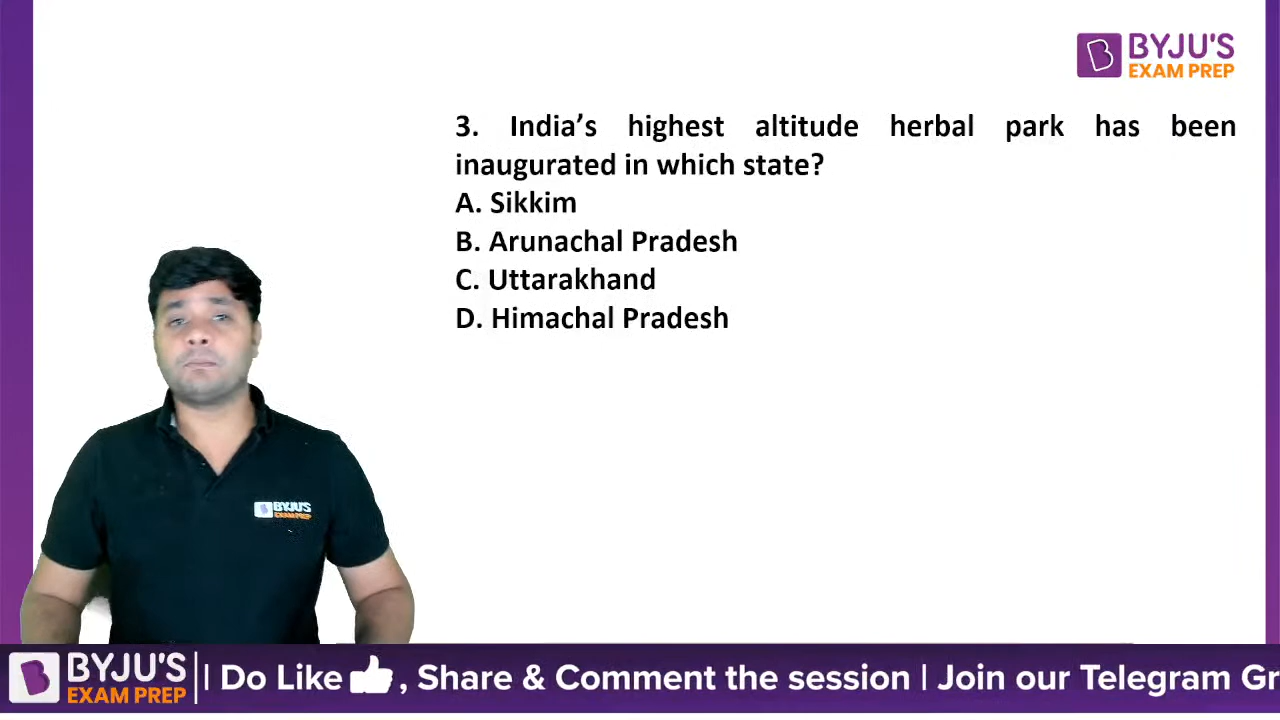 BYJU'S
EXAM PREP
3. India's highest altitude herbal park has been
inaugurated in which state?
A. Sikkim
B. Arunachal Pradesh
C. Uttarakhand
D. Himachal Pradesh
BYJU'S
EXAM PREP
BYJU'S
EXAM PREP
| Do Like , Share & Comment the session | Join our Telegram Gr